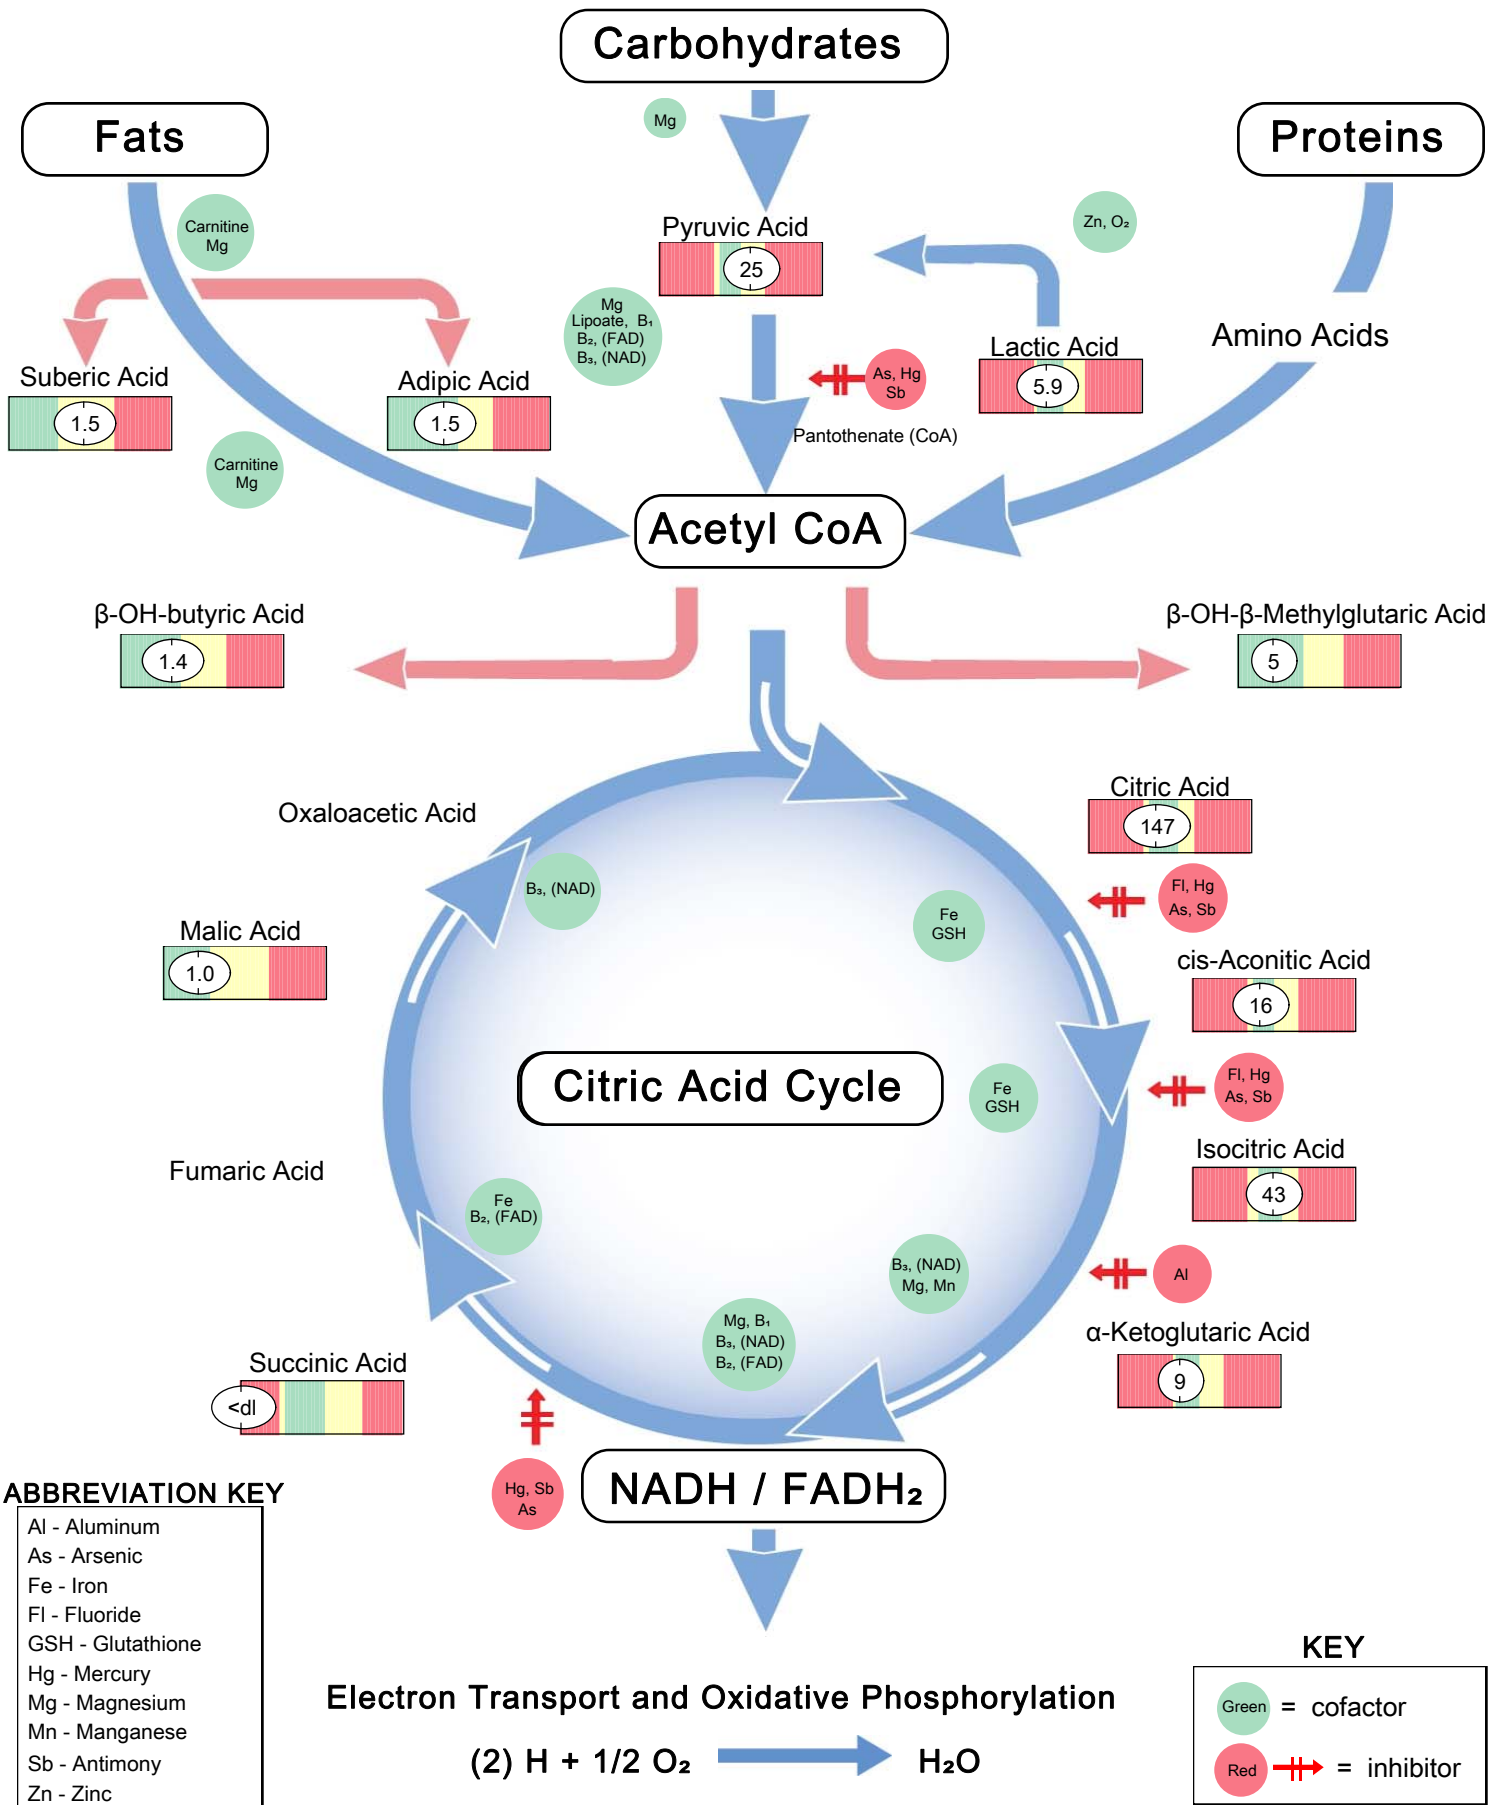 Carbohydrates
Fats
Proteins
Mg
Carnitine
Mg
Zn, O₂
Pyruvic Acid
25
Mg
Lipoate, B₁
B₂, (FAD)
B₃, (NAD)
Lactic Acid
5.9
Amino Acids
Suberic Acid
1.5
Adipic Acid
1.5
As, Hg
Sb
Pantothenate (CoA)
Carnitine
Mg
Acetyl CoA
β-OH-butyric Acid
1.4
β-OH-β-Methylglutaric Acid
5
Oxaloacetic Acid
Citric Acid
147
B₃, (NAD)
Fl, Hg
As, Sb
Fe
GSH
Malic Acid
1.0
cis-Aconitic Acid
16
Citric Acid Cycle
Fe
GSH
Fl, Hg
As, Sb
Isocitric Acid
43
Fumaric Acid
Fe
B₂, (FAD)
B₃, (NAD)
Mg, Mn
Al
Mg, B₁
B₃, (NAD)
B₂, (FAD)
α-Ketoglutaric Acid
9
Succinic Acid
<dl
Hg, Sb
As
NADH / FADH₂
ABBREVIATION KEY
Al - Aluminum
As - Arsenic
Fe - Iron
Fl - Fluoride
GSH - Glutathione
Hg - Mercury
Mg - Magnesium
Mn - Manganese
Sb - Antimony
Zn - Zinc
Electron Transport and Oxidative Phosphorylation
(2) H + 1/2 O₂ H₂O
KEY
Green = cofactor
Red = inhibitor